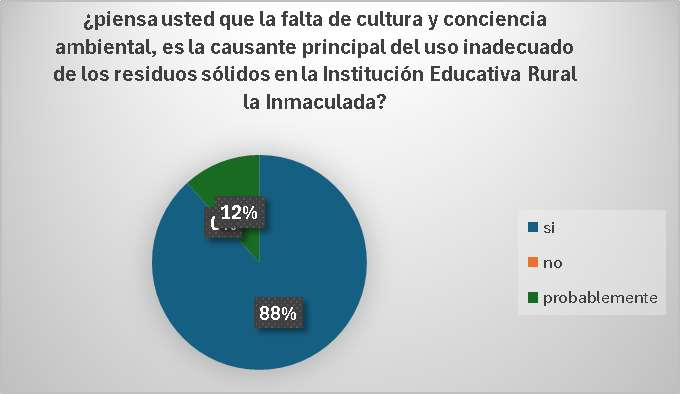 ¿piensa usted que la falta de cultura y conciencia
ambiental, es la causante principal del uso inadecuado
de los residuos sólidos en la Institución Educativa Rural
la Inmaculada?
12%
88%
si
no
probablemente